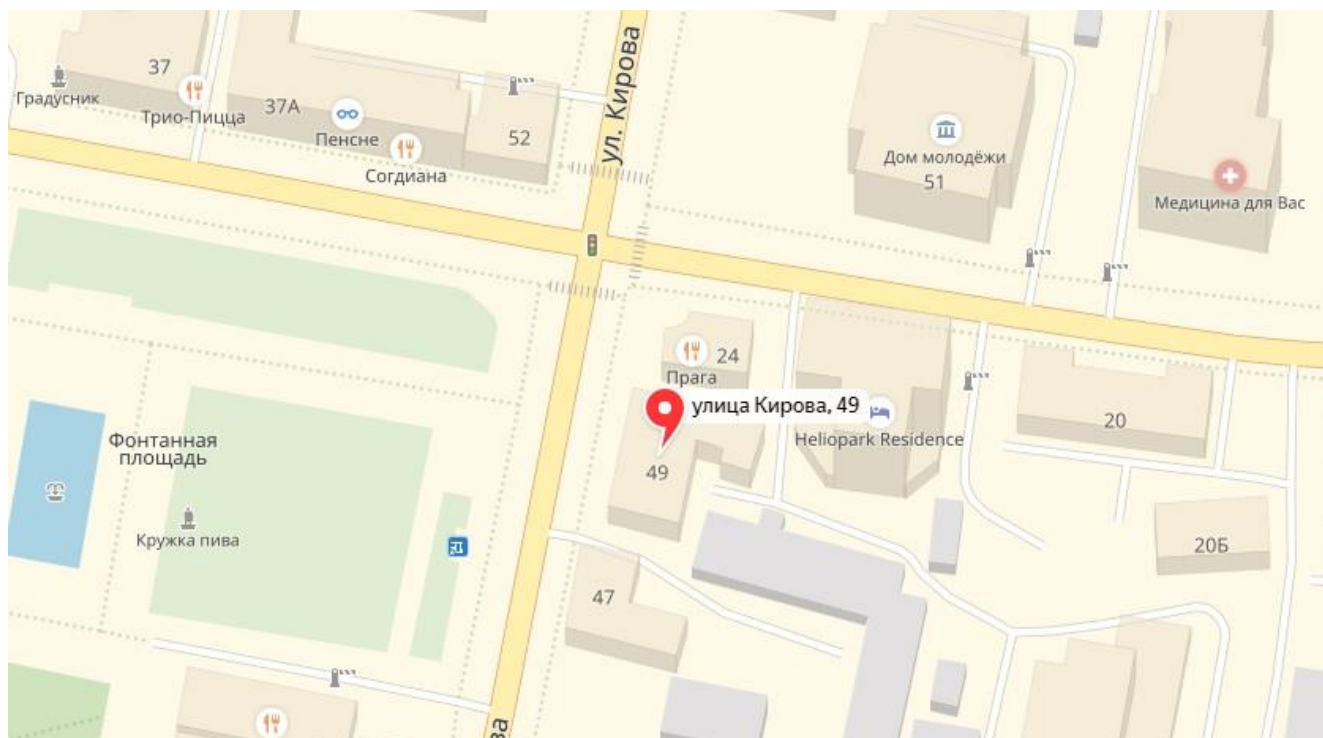 37
Градусник
Трио-Пицца
37А
Пенсне
Согдиана
52
ул. Кирова
Дом молодёжи
51
Медицина для Вас
24
Прага
улица Кирова, 49
49
Heliopark Residence
20
Фонтанная
площадь
Кружка пива
47
20Б
ва